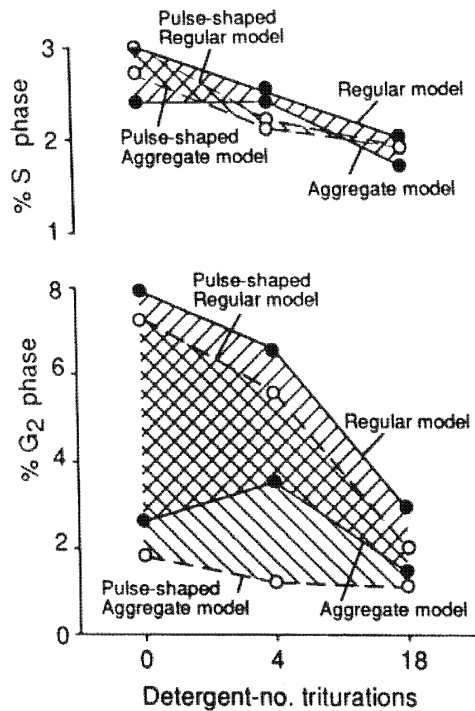 Pulse-shaped
Regular model
3
2
1
% S phase
Regular model
Pulse-shaped
Aggregate model
Aggregate model
8
6
4
2
0
% G2 phase
Pulse-shaped
Regular model
Regular model
Pulse-shaped
Aggregate model
Aggregate model
0 4 18
Detergent-no. triturations